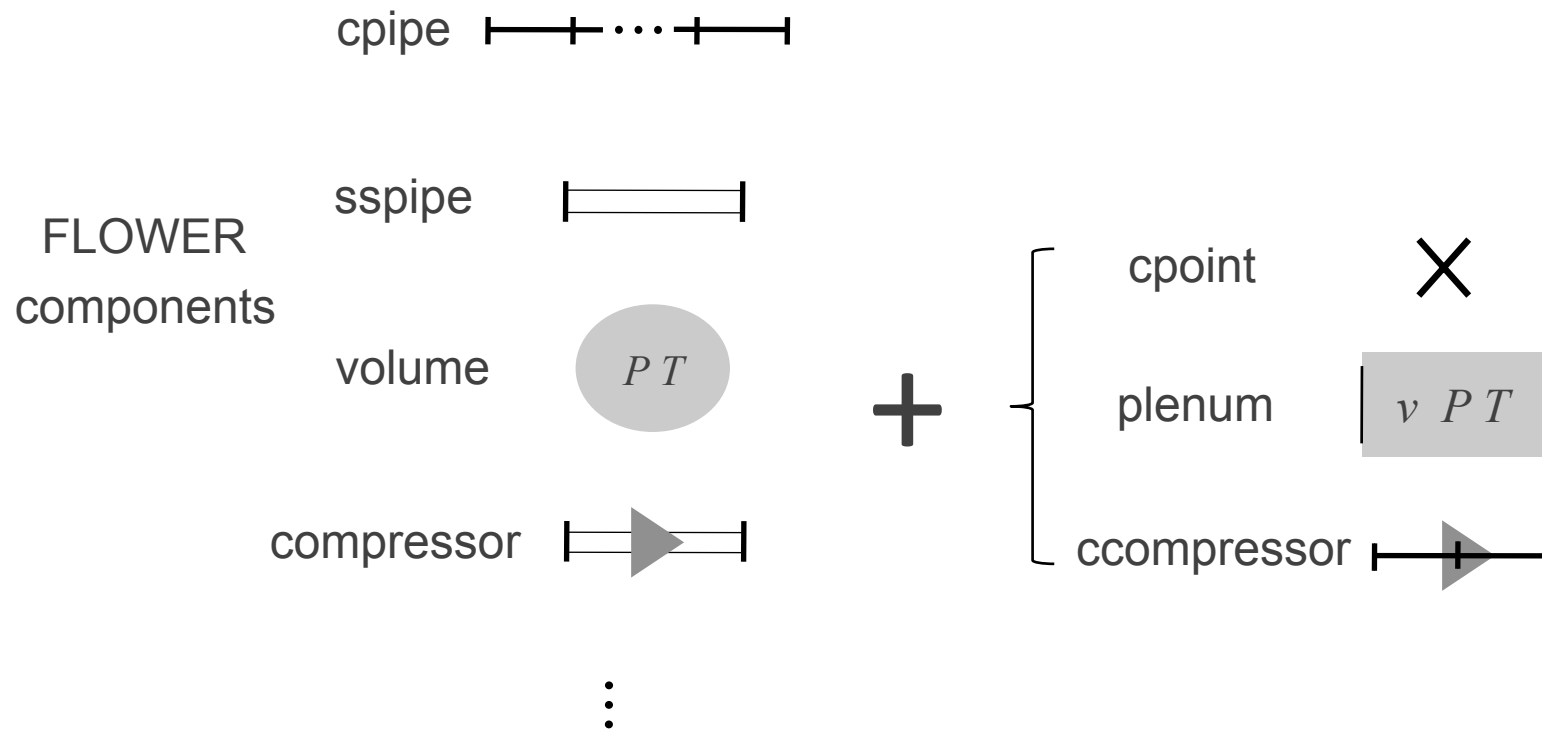 cpipe
sspipe
FLOWER
components
volume
P T
compressor
⋮
+
cpoint
plenum
v P T
ccompressor